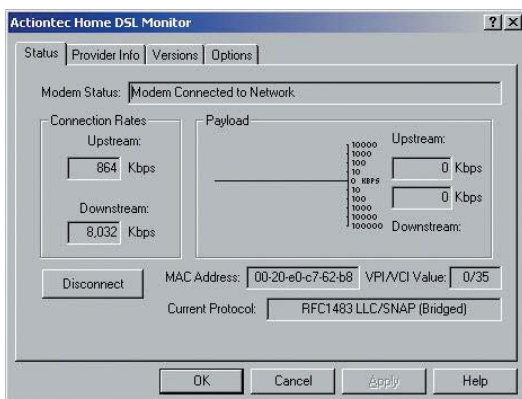 Actiontec Home DSL Monitor
Status Provider Info Versions Options
Modem Status: Modem Connected to Network
Connection Rates
Upstream:
864 Kbps
Downstream:
8,032 Kbps
Payload
10000
1000
100
10
0 KBPS
10
100
1000
10000
100000
Upstream:
0 Kbps
0 Kbps
Downstream:
Disconnect
MAC Address: 00-20-e0-c7-62-b8 VPI/VCI Value: 0/35
Current Protocol: RFC1483 LLC/SNAP (Bridged)
OK Cancel Apply Help